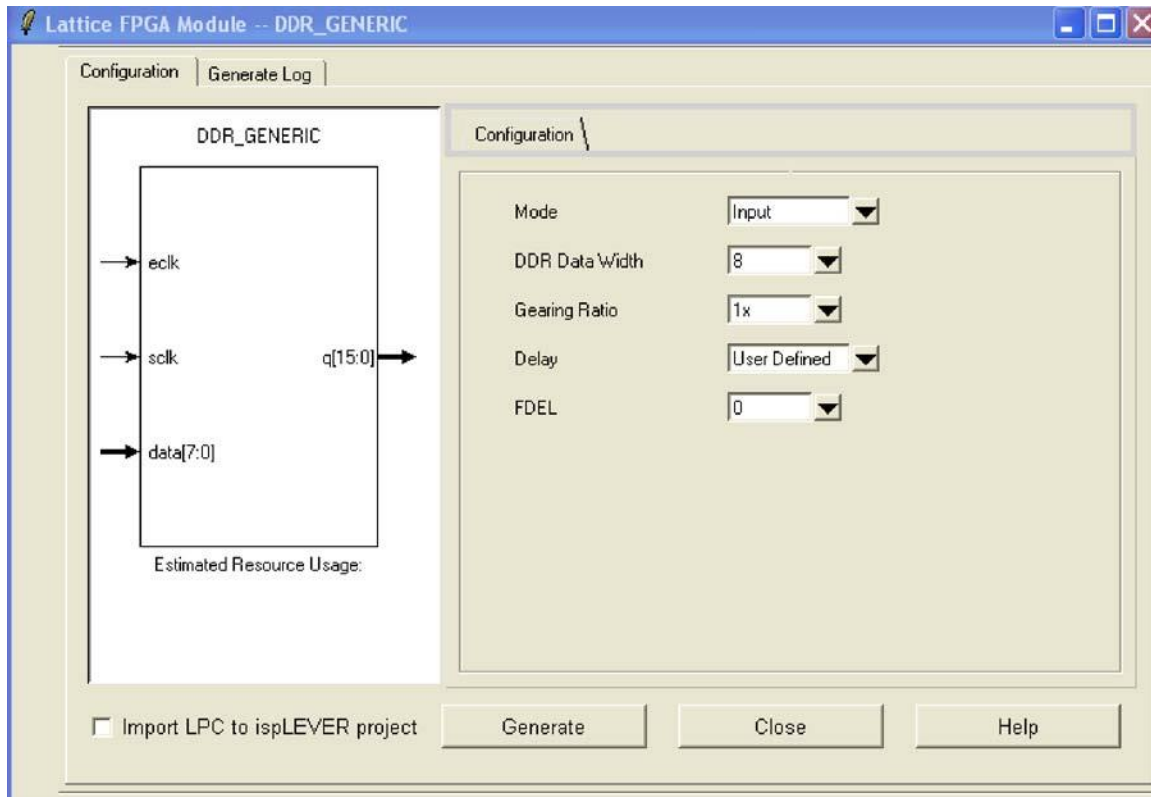 Lattice FPGA Module -- DDR_GENERIC
Configuration
Generate Log
DDR_GENERIC
eclk
sclk
q[15:0]
data[7:0]
Estimated Resource Usage:
Configuration
Mode
Input
DDR Data Width
8
Gearing Ratio
1x
Delay
User Defined
FDEL
0
Import LPC to ispLEVER project
Generate
Close
Help